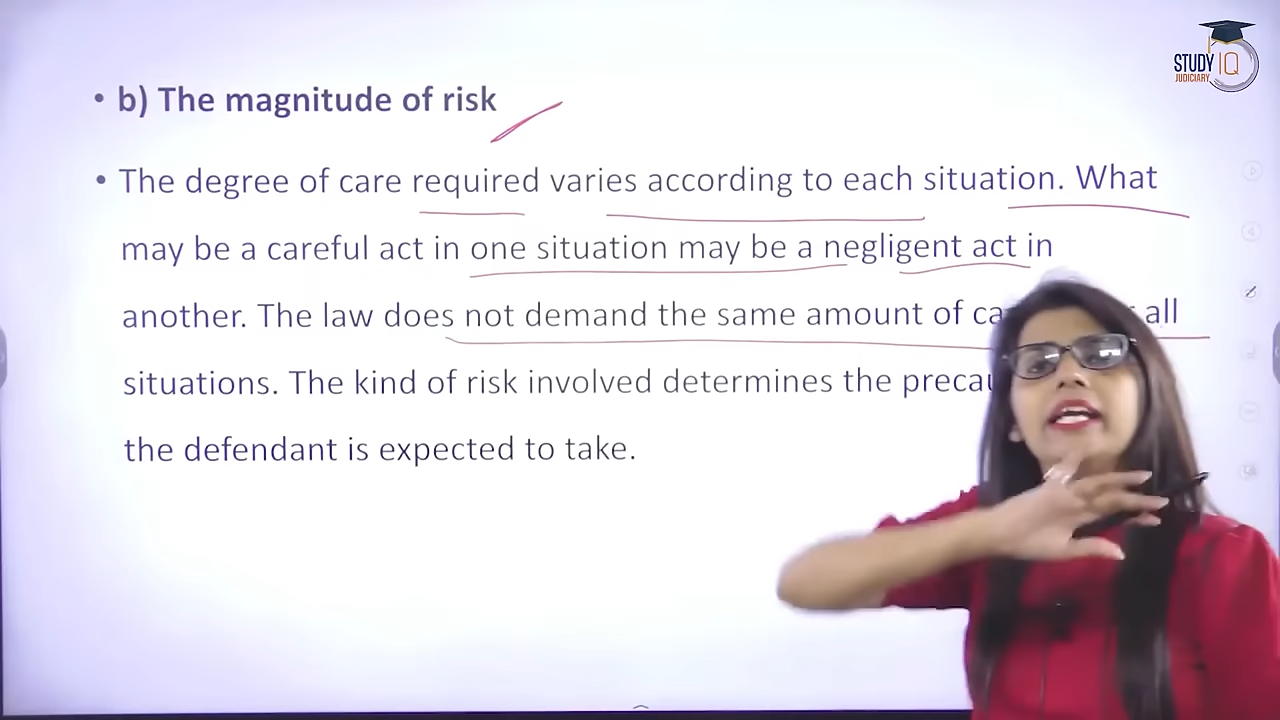 STUDY IQ
JUDICIARY
• b) The magnitude of risk
• The degree of care required varies according to each situation. What
may be a careful act in one situation may be a negligent act in
another. The law does not demand the same amount of all
situations. The kind of risk involved determines the
the defendant is expected to take.